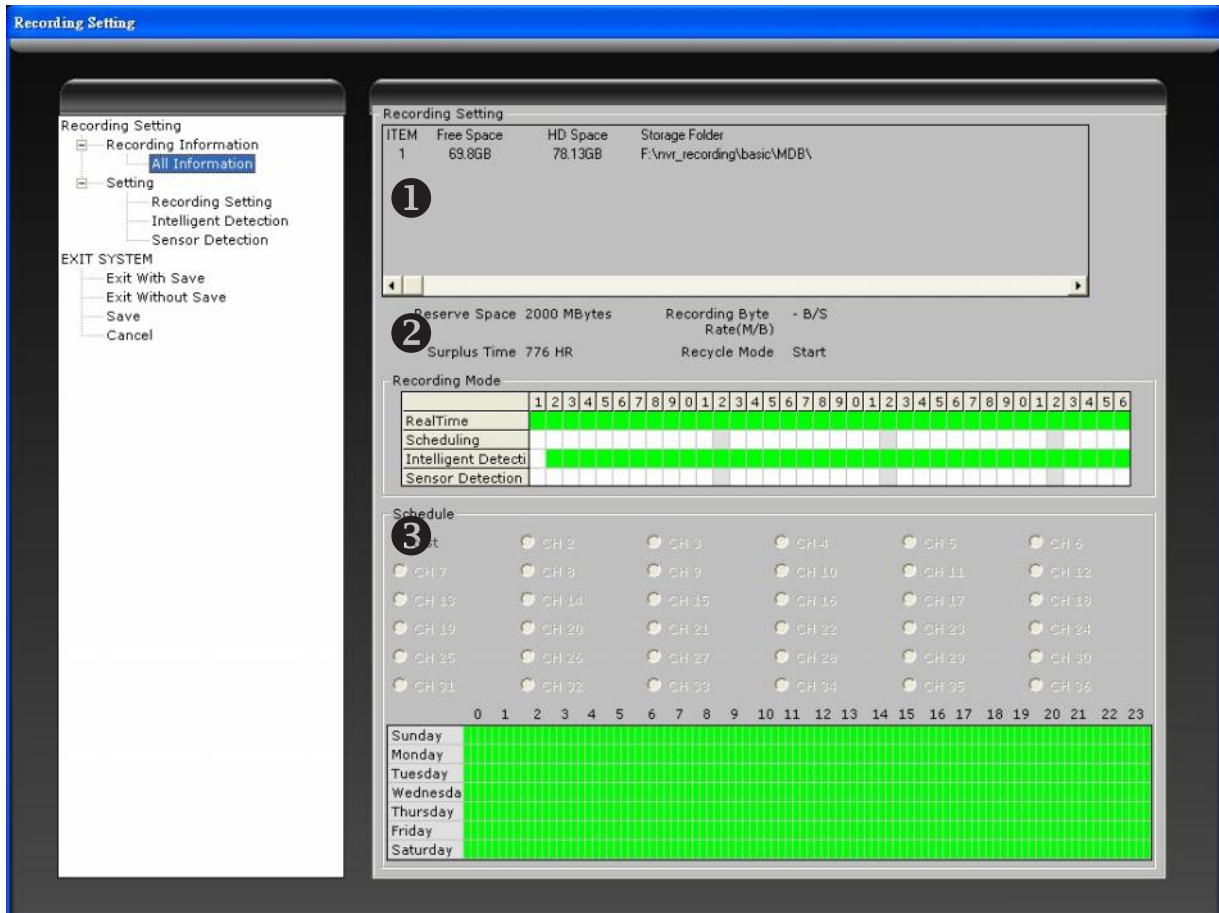 Recording Setting
Recording Setting
Recording Information
All Information
Setting
Recording Setting
Intelligent Detection
Sensor Detection
EXIT SYSTEM
Exit With Save
Exit Without Save
Save
Cancel
Recording Setting
ITEM Free Space HD Space Storage Folder
1 69.8GB 78.13GB F:\nvr_recording\basic\MDB\
1
Reserve Space 2000 MBytes Recording Byte Rate(M/B) - B/S
2
Surplus Time 776 HR Recycle Mode Start
Recording Mode
1 2 3 4 5 6 7 8 9 0 1 2 3 4 5 6 7 8 9 0 1 2 3 4 5 6 7 8 9 0 1 2 3 4 5 6
RealTime
Scheduling
Intelligent Detecti
Sensor Detection
Schedule
3
CH 2 CH 3 CH 4 CH 5 CH 6
CH 7 CH 8 CH 9 CH 10 CH 11 CH 12
CH 13 CH 14 CH 15 CH 16 CH 17 CH 18
CH 19 CH 20 CH 21 CH 22 CH 23 CH 24
CH 25 CH 26 CH 27 CH 28 CH 29 CH 30
CH 31 CH 32 CH 33 CH 34 CH 35 CH 36
0 1 2 3 4 5 6 7 8 9 10 11 12 13 14 15 16 17 18 19 20 21 22 23
Sunday
Monday
Tuesday
Wednesda
Thursday
Friday
Saturday